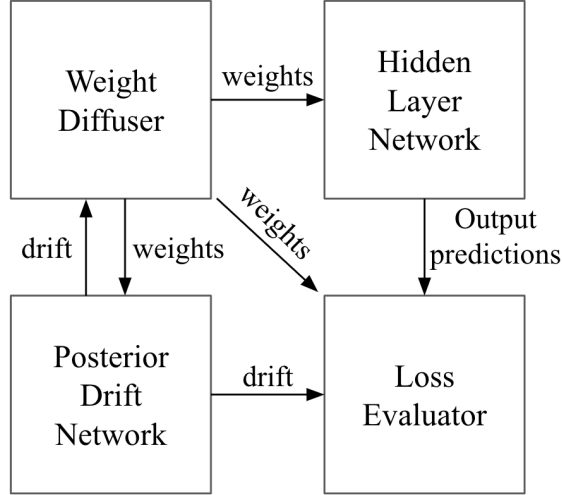 Weight
Diffuser
weights
Hidden
Layer
Network
drift
weights
weights
Output
predictions
Posterior
Drift
Network
drift
Loss
Evaluator